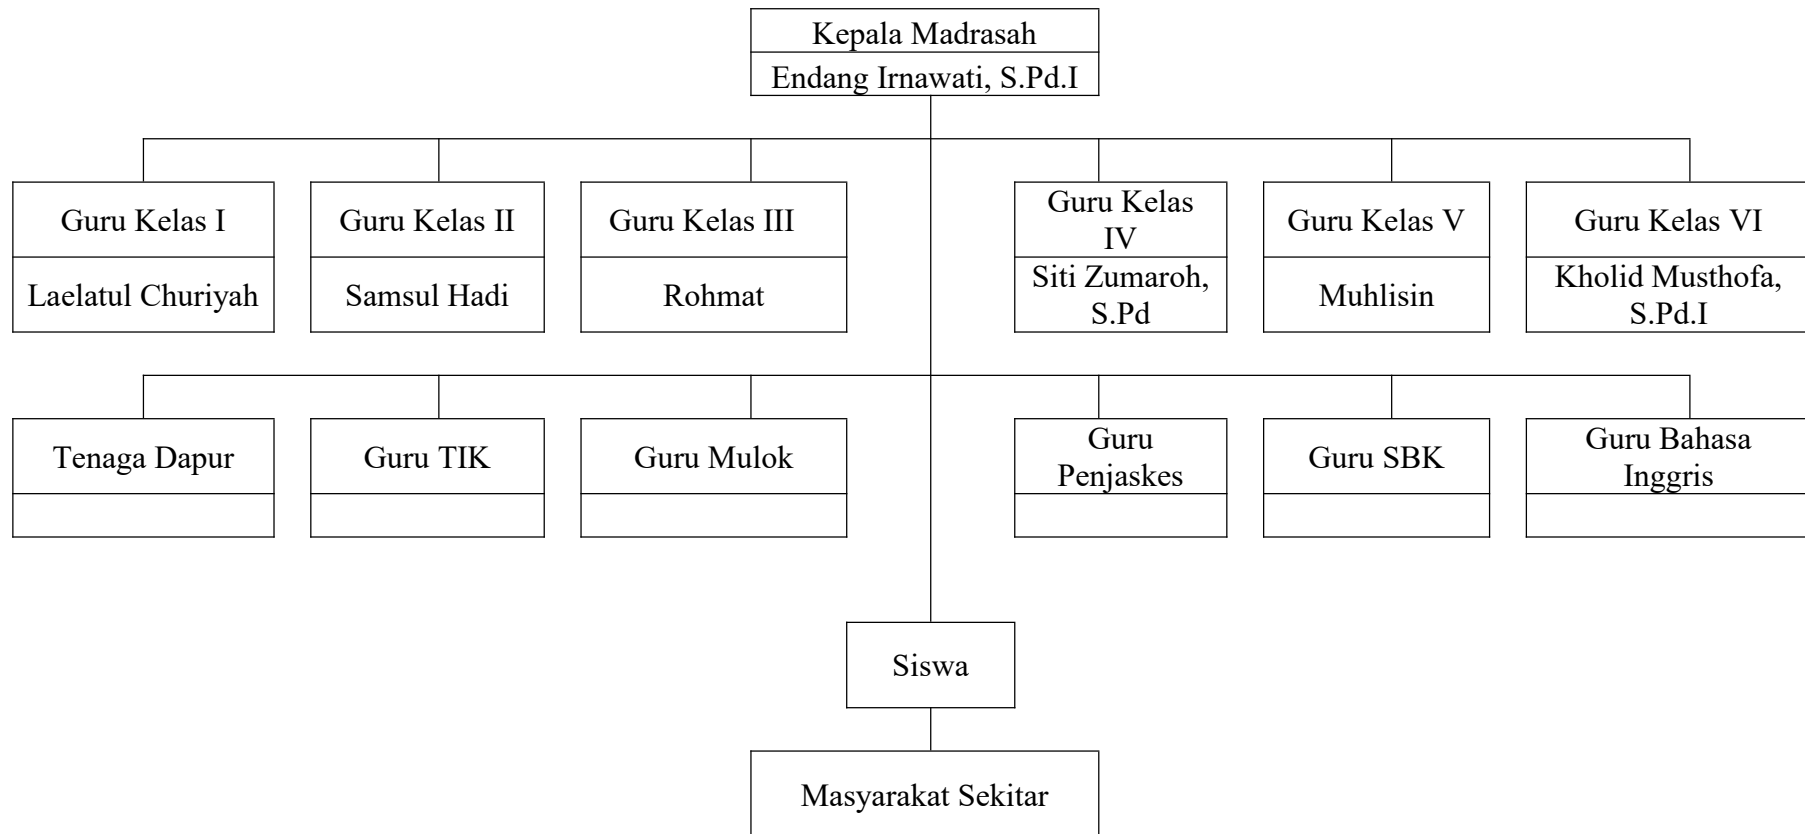 Kepala Madrasah
Endang Irnawati, S.Pd.I
Guru Kelas I
Laelatul Churiyah
Guru Kelas II
Samsul Hadi
Guru Kelas III
Rohmat
Guru Kelas
IV
Siti Zumaroh,
S.Pd
Guru Kelas V
Muhlisin
Guru Kelas VI
Kholid Musthofa,
S.Pd.I
Tenaga Dapur
Guru TIK
Guru Mulok
Guru
Penjaskes
Guru SBK
Guru Bahasa
Inggris
Siswa
Masyarakat Sekitar